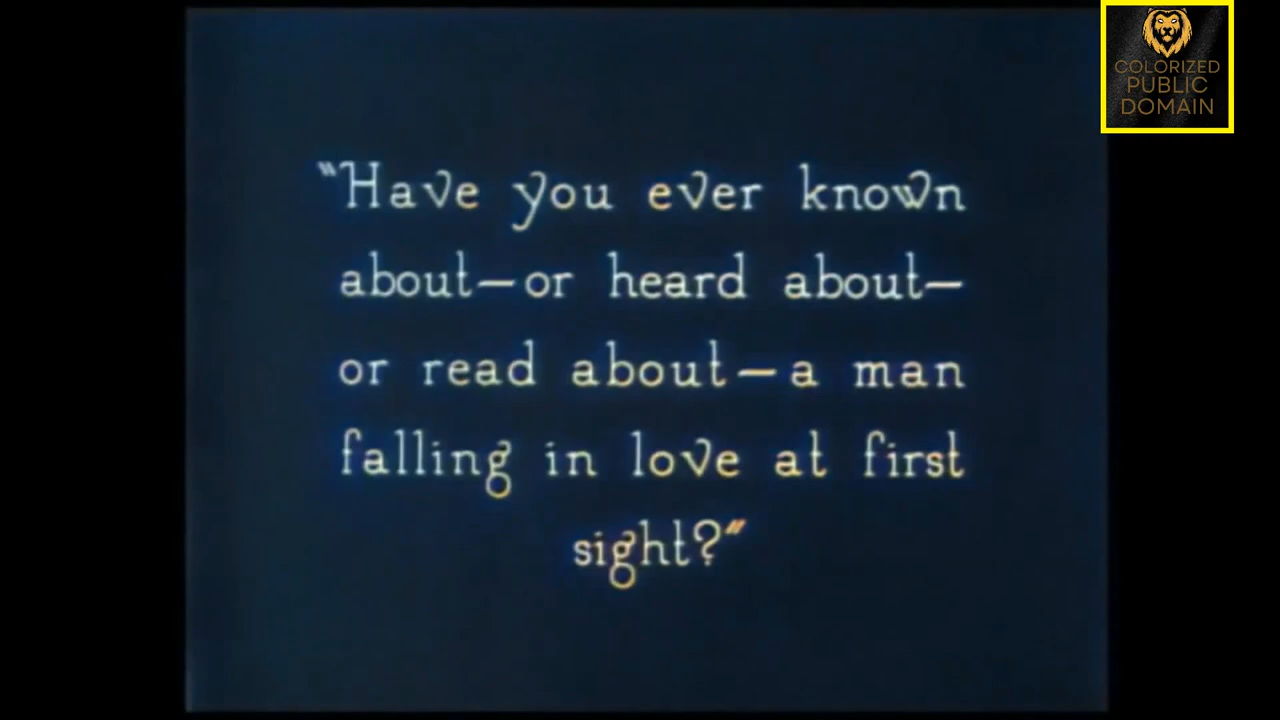 COLORIZED
PUBLIC
DOMAIN
"Have you ever known
about—or heard about—
or read about—a man
falling in love at first
sight?"